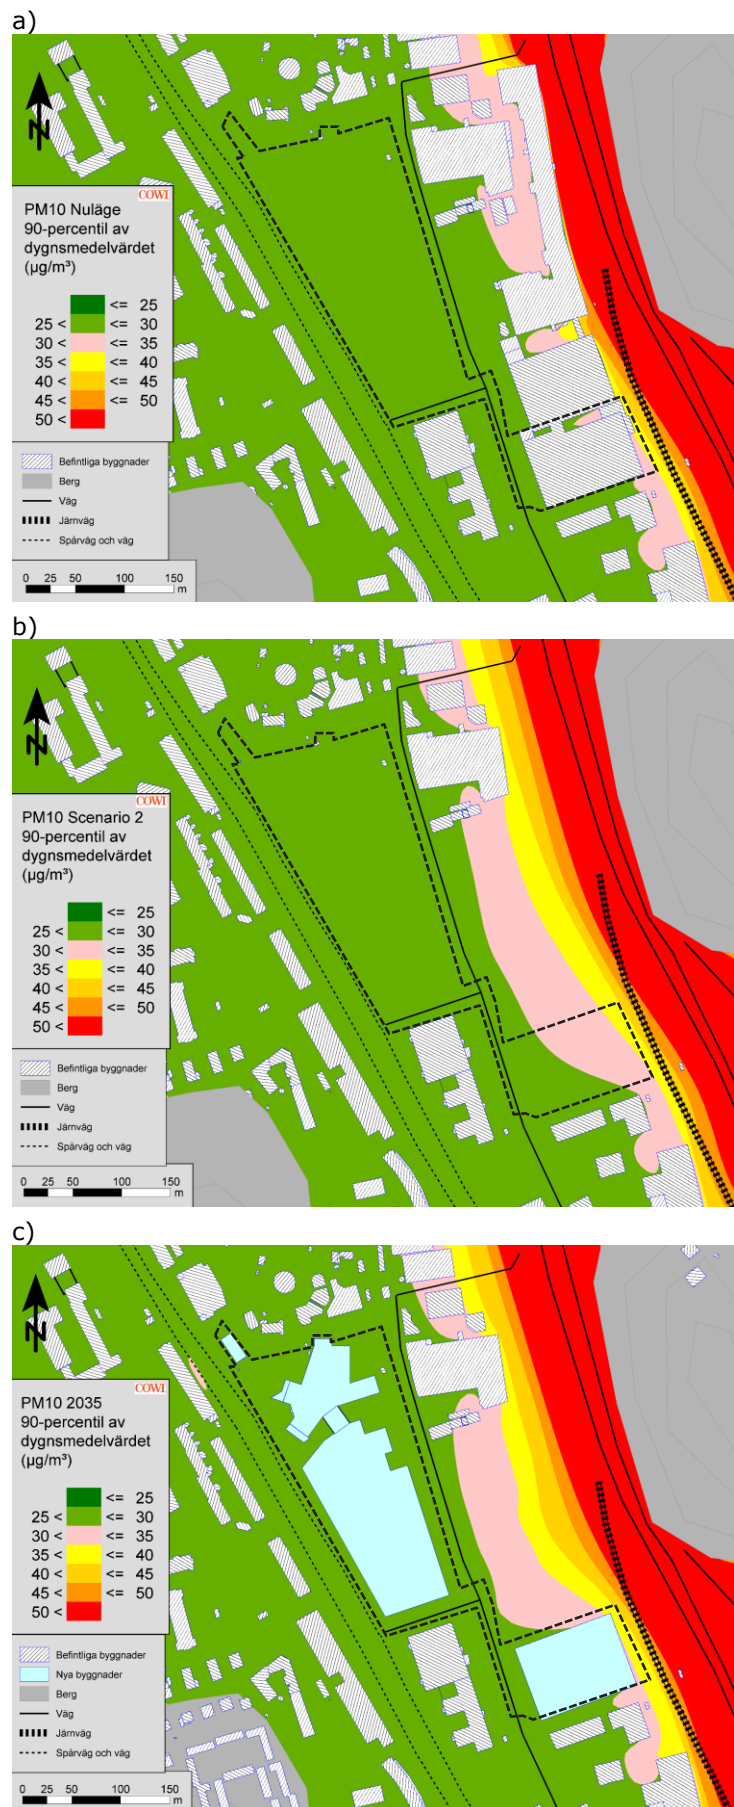 a)
N
COWI
PM10 Nuläge
90-percentil av
dygnsmedelvärdet
(µg/m³)
<= 25
25 < <= 30
30 < <= 35
35 < <= 40
40 < <= 45
45 < <= 50
50 <
Befintliga byggnader
Berg
Väg
Järnväg
Spårväg och väg
0 25 50 100 150
m
b)
N
COWI
PM10 Scenario 2
90-percentil av
dygnsmedelvärdet
(µg/m³)
<= 25
25 < <= 30
30 < <= 35
35 < <= 40
40 < <= 45
45 < <= 50
50 <
Befintliga byggnader
Berg
Väg
Järnväg
Spårväg och väg
0 25 50 100 150
m
c)
N
COWI
PM10 2035
90-percentil av
dygnsmedelvärdet
(µg/m³)
<= 25
25 < <= 30
30 < <= 35
35 < <= 40
40 < <= 45
45 < <= 50
50 <
Befintliga byggnader
Nya byggnader
Berg
Väg
Järnväg
Spårväg och väg
0 25 50 100 150
m